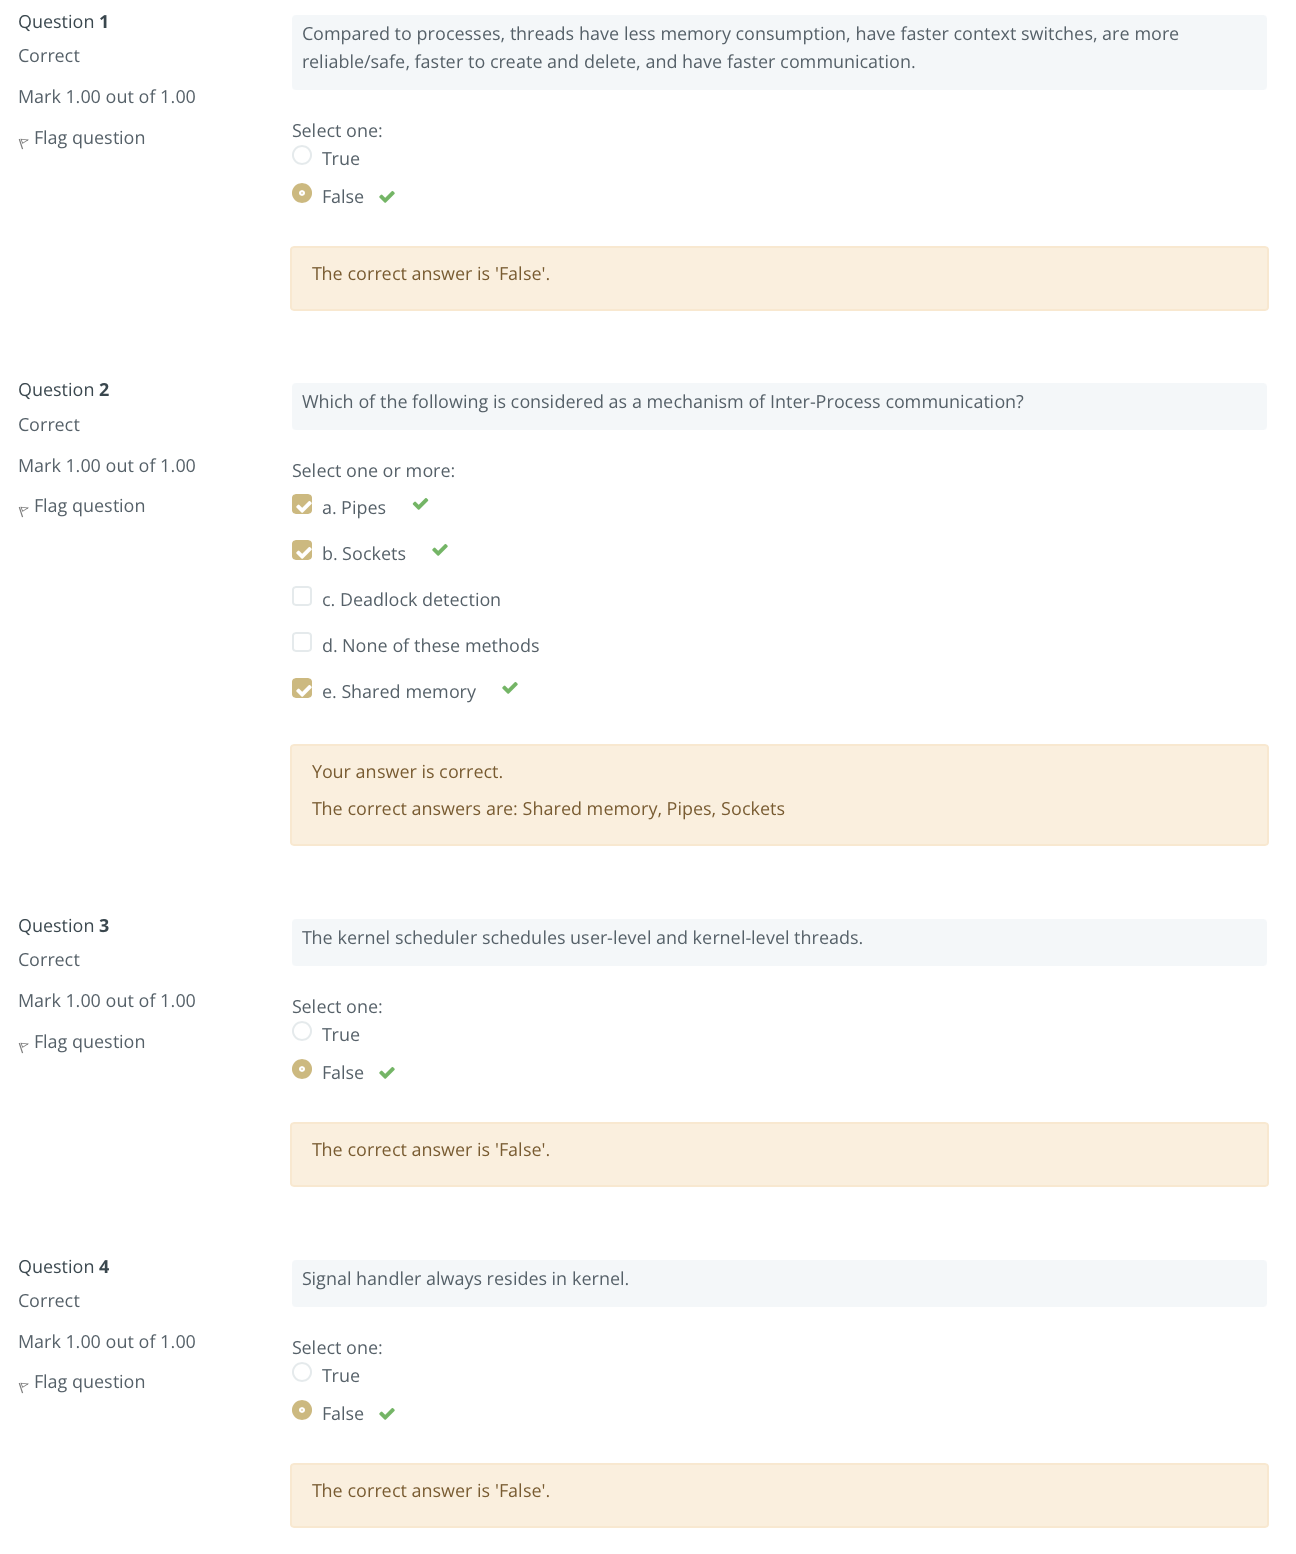 Question 1
Correct
Mark 1.00 out of 1.00
Flag question
Compared to processes, threads have less memory consumption, have faster context switches, are more
reliable/safe, faster to create and delete, and have faster communication.
Select one:
True
False
The correct answer is 'False'.
Question 2
Correct
Mark 1.00 out of 1.00
Flag question
Which of the following is considered as a mechanism of Inter-Process communication?
Select one or more:
a. Pipes
b. Sockets
c. Deadlock detection
d. None of these methods
e. Shared memory
Your answer is correct.
The correct answers are: Shared memory, Pipes, Sockets
Question 3
Correct
Mark 1.00 out of 1.00
Flag question
The kernel scheduler schedules user-level and kernel-level threads.
Select one:
True
False
The correct answer is 'False'.
Question 4
Correct
Mark 1.00 out of 1.00
Flag question
Signal handler always resides in kernel.
Select one:
True
False
The correct answer is 'False'.